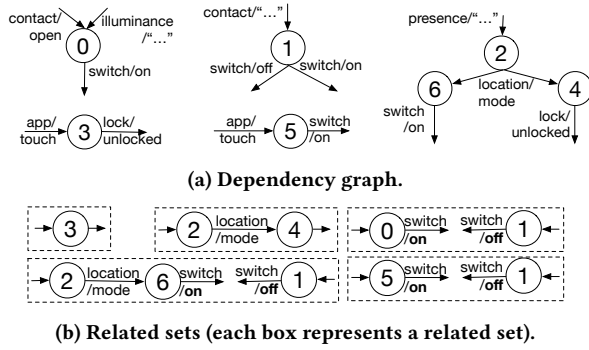 contact/
open
illuminance
/“...”
0
switch/on
app/
touch
3
lock/
unlocked
contact/“...”
1
switch/off
switch/on
app/
touch
5
switch
/on
presence/“...”
2
location/
mode
6
4
switch
/on
lock/
unlocked
(a) Dependency graph.
3
2
location
/mode
4
0
switch
/on
switch
/off
1
2
location
/mode
6
switch
/on
switch
/off
1
5
switch
/on
switch
/off
1
(b) Related sets (each box represents a related set).